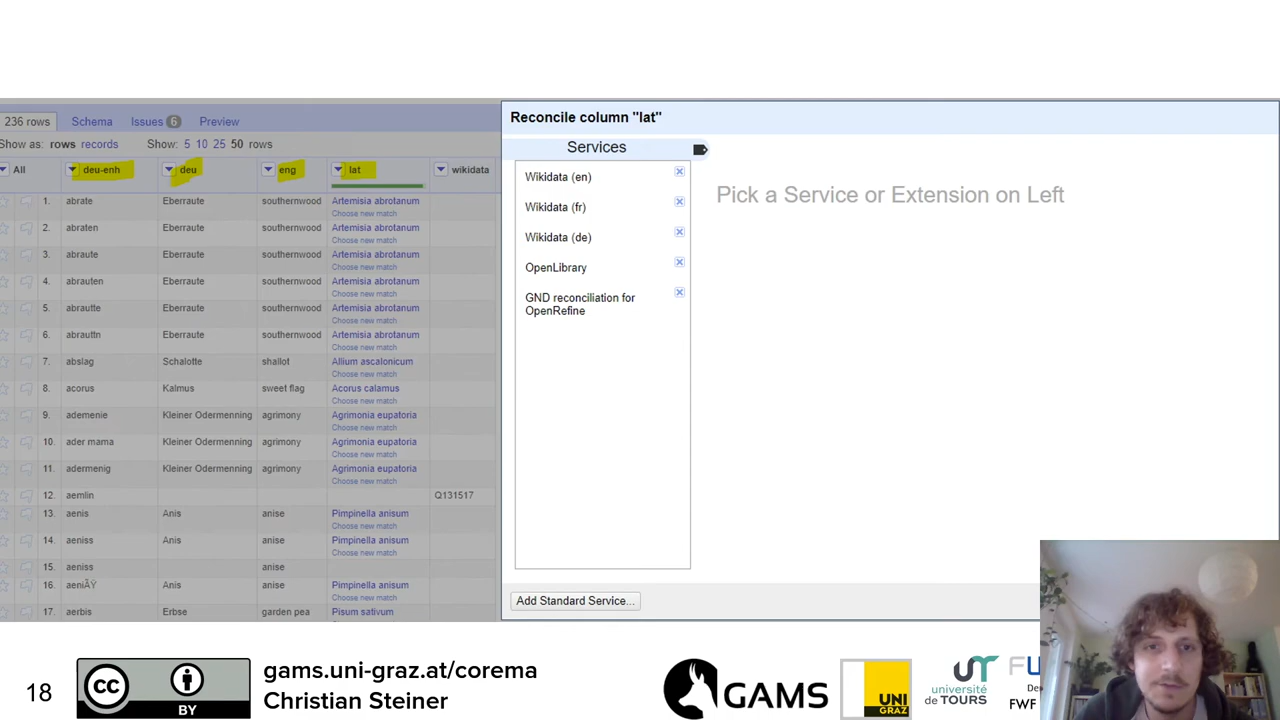 236 rows Schema Issues 6 Preview
Show as: rows records Show: 5 10 25 50 rows
All deu-enh deu eng lat wikidata
1. abrate Eberraute southernwood Artemisia abrotanum
Choose new match
2. abraten Eberraute southernwood Artemisia abrotanum
Choose new match
3. abraute Eberraute southernwood Artemisia abrotanum
Choose new match
4. abrauten Eberraute southernwood Artemisia abrotanum
Choose new match
5. abrautte Eberraute southernwood Artemisia abrotanum
Choose new match
6. abrauttn Eberraute southernwood Artemisia abrotanum
Choose new match
7. abslag Schalotte shallot Allium ascalonicum
Choose new match
8. acorus Kalmus sweet flag Acorus calamus
Choose new match
9. ademenie Kleiner Odermenning agrimony Agrimonia eupatoria
Choose new match
10. ader mama Kleiner Odermenning agrimony Agrimonia eupatoria
Choose new match
11. adermenig Kleiner Odermenning agrimony Agrimonia eupatoria
Choose new match
12. aemlin Q131517
13. aenis Anis anise Pimpinella anisum
Choose new match
14. aeniss Anis anise Pimpinella anisum
Choose new match
15. aeniss anise
16. aeniÃŸ Anis anise Pimpinella anisum
Choose new match
17. aerbis Erbse garden pea Pisum sativum
Reconcile column "lat"
Services
Wikidata (en)
Wikidata (fr)
Wikidata (de)
OpenLibrary
GND reconciliation for
OpenRefine
Pick a Service or Extension on Left
Add Standard Service...
18
CC BY
gams.uni-graz.at/corema
Christian Steiner
GAMS
UNI
GRAZ
université
de TOURS
FWF